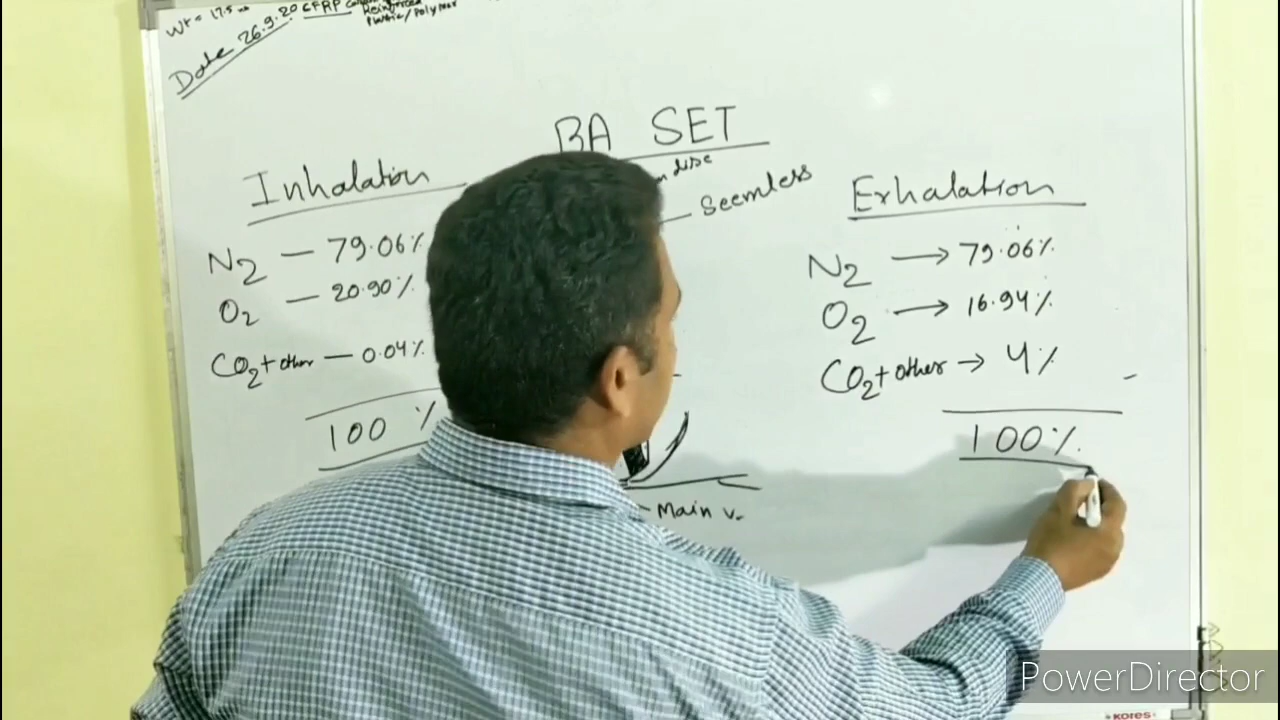 Wt = 17.5
CFRP
Reinforced
Plastic/Polymer
Date 26.9.20
BA SET
Seemless
Inhalation
N2 — 79.06%
O2 — 20.90%
CO2+other — 0.04%
100 %
Main v.
Exhalation
N2 → 79.06%
O2 → 16.94%
CO2+other → 4%
100%
PowerDirector
KORES